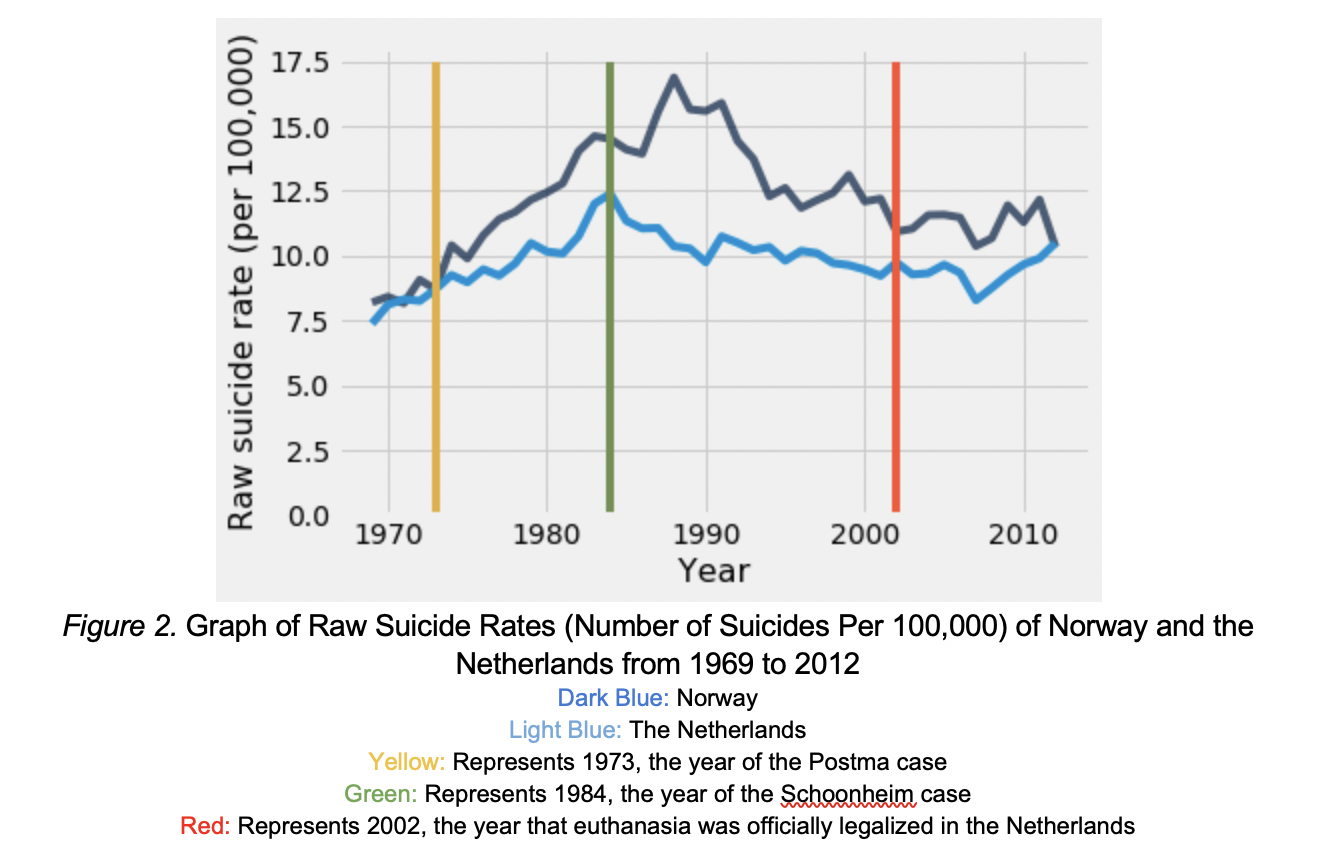 Raw suicide rate (per 100,000)
17.5
15.0
12.5
10.0
7.5
5.0
2.5
0.0
1970 1980 1990 2000 2010
Year
Figure 2. Graph of Raw Suicide Rates (Number of Suicides Per 100,000) of Norway and the
Netherlands from 1969 to 2012
Dark Blue: Norway
Light Blue: The Netherlands
Yellow: Represents 1973, the year of the Postma case
Green: Represents 1984, the year of the Schoonheim case
Red: Represents 2002, the year that euthanasia was officially legalized in the Netherlands